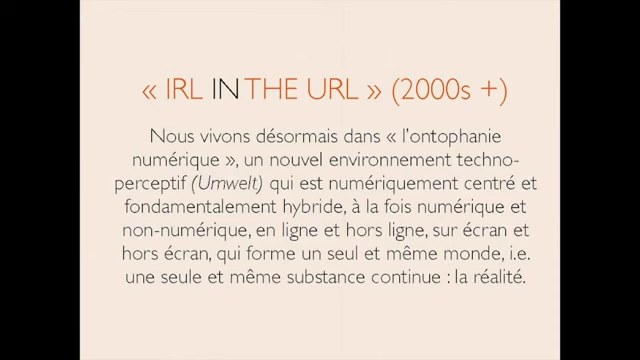 « IRL IN THE URL » (2000s +)
Nous vivons désormais dans « l'ontophanie
numérique », un nouvel environnement techno-
perceptif (Umwelt) qui est numériquement centré et
fondamentalement hybride, à la fois numérique et
non-numérique, en ligne et hors ligne, sur écran et
hors écran, qui forme un seul et même monde, i.e.
une seule et même substance continue : la réalité.